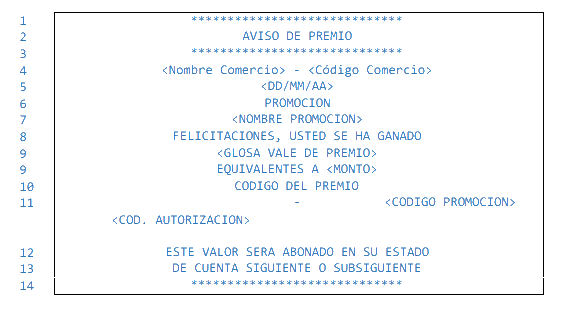 1 ****************************
2 AVISO DE PREMIO
3 ****************************
4 <Nombre Comercio> - <Código Comercio>
5 <DD/MM/AA>
6 PROMOCION
7 <NOMBRE PROMOCION>
8 FELICITACIONES, USTED SE HA GANADO
9 <GLOSA VALE DE PREMIO>
9 EQUIVALENTES A <MONTO>
10 CODIGO DEL PREMIO
11 - <CODIGO PROMOCION>
<COD. AUTORIZACION>
12 ESTE VALOR SERA ABONADO EN SU ESTADO
13 DE CUENTA SIGUIENTE O SUBSIGUIENTE
14 ****************************